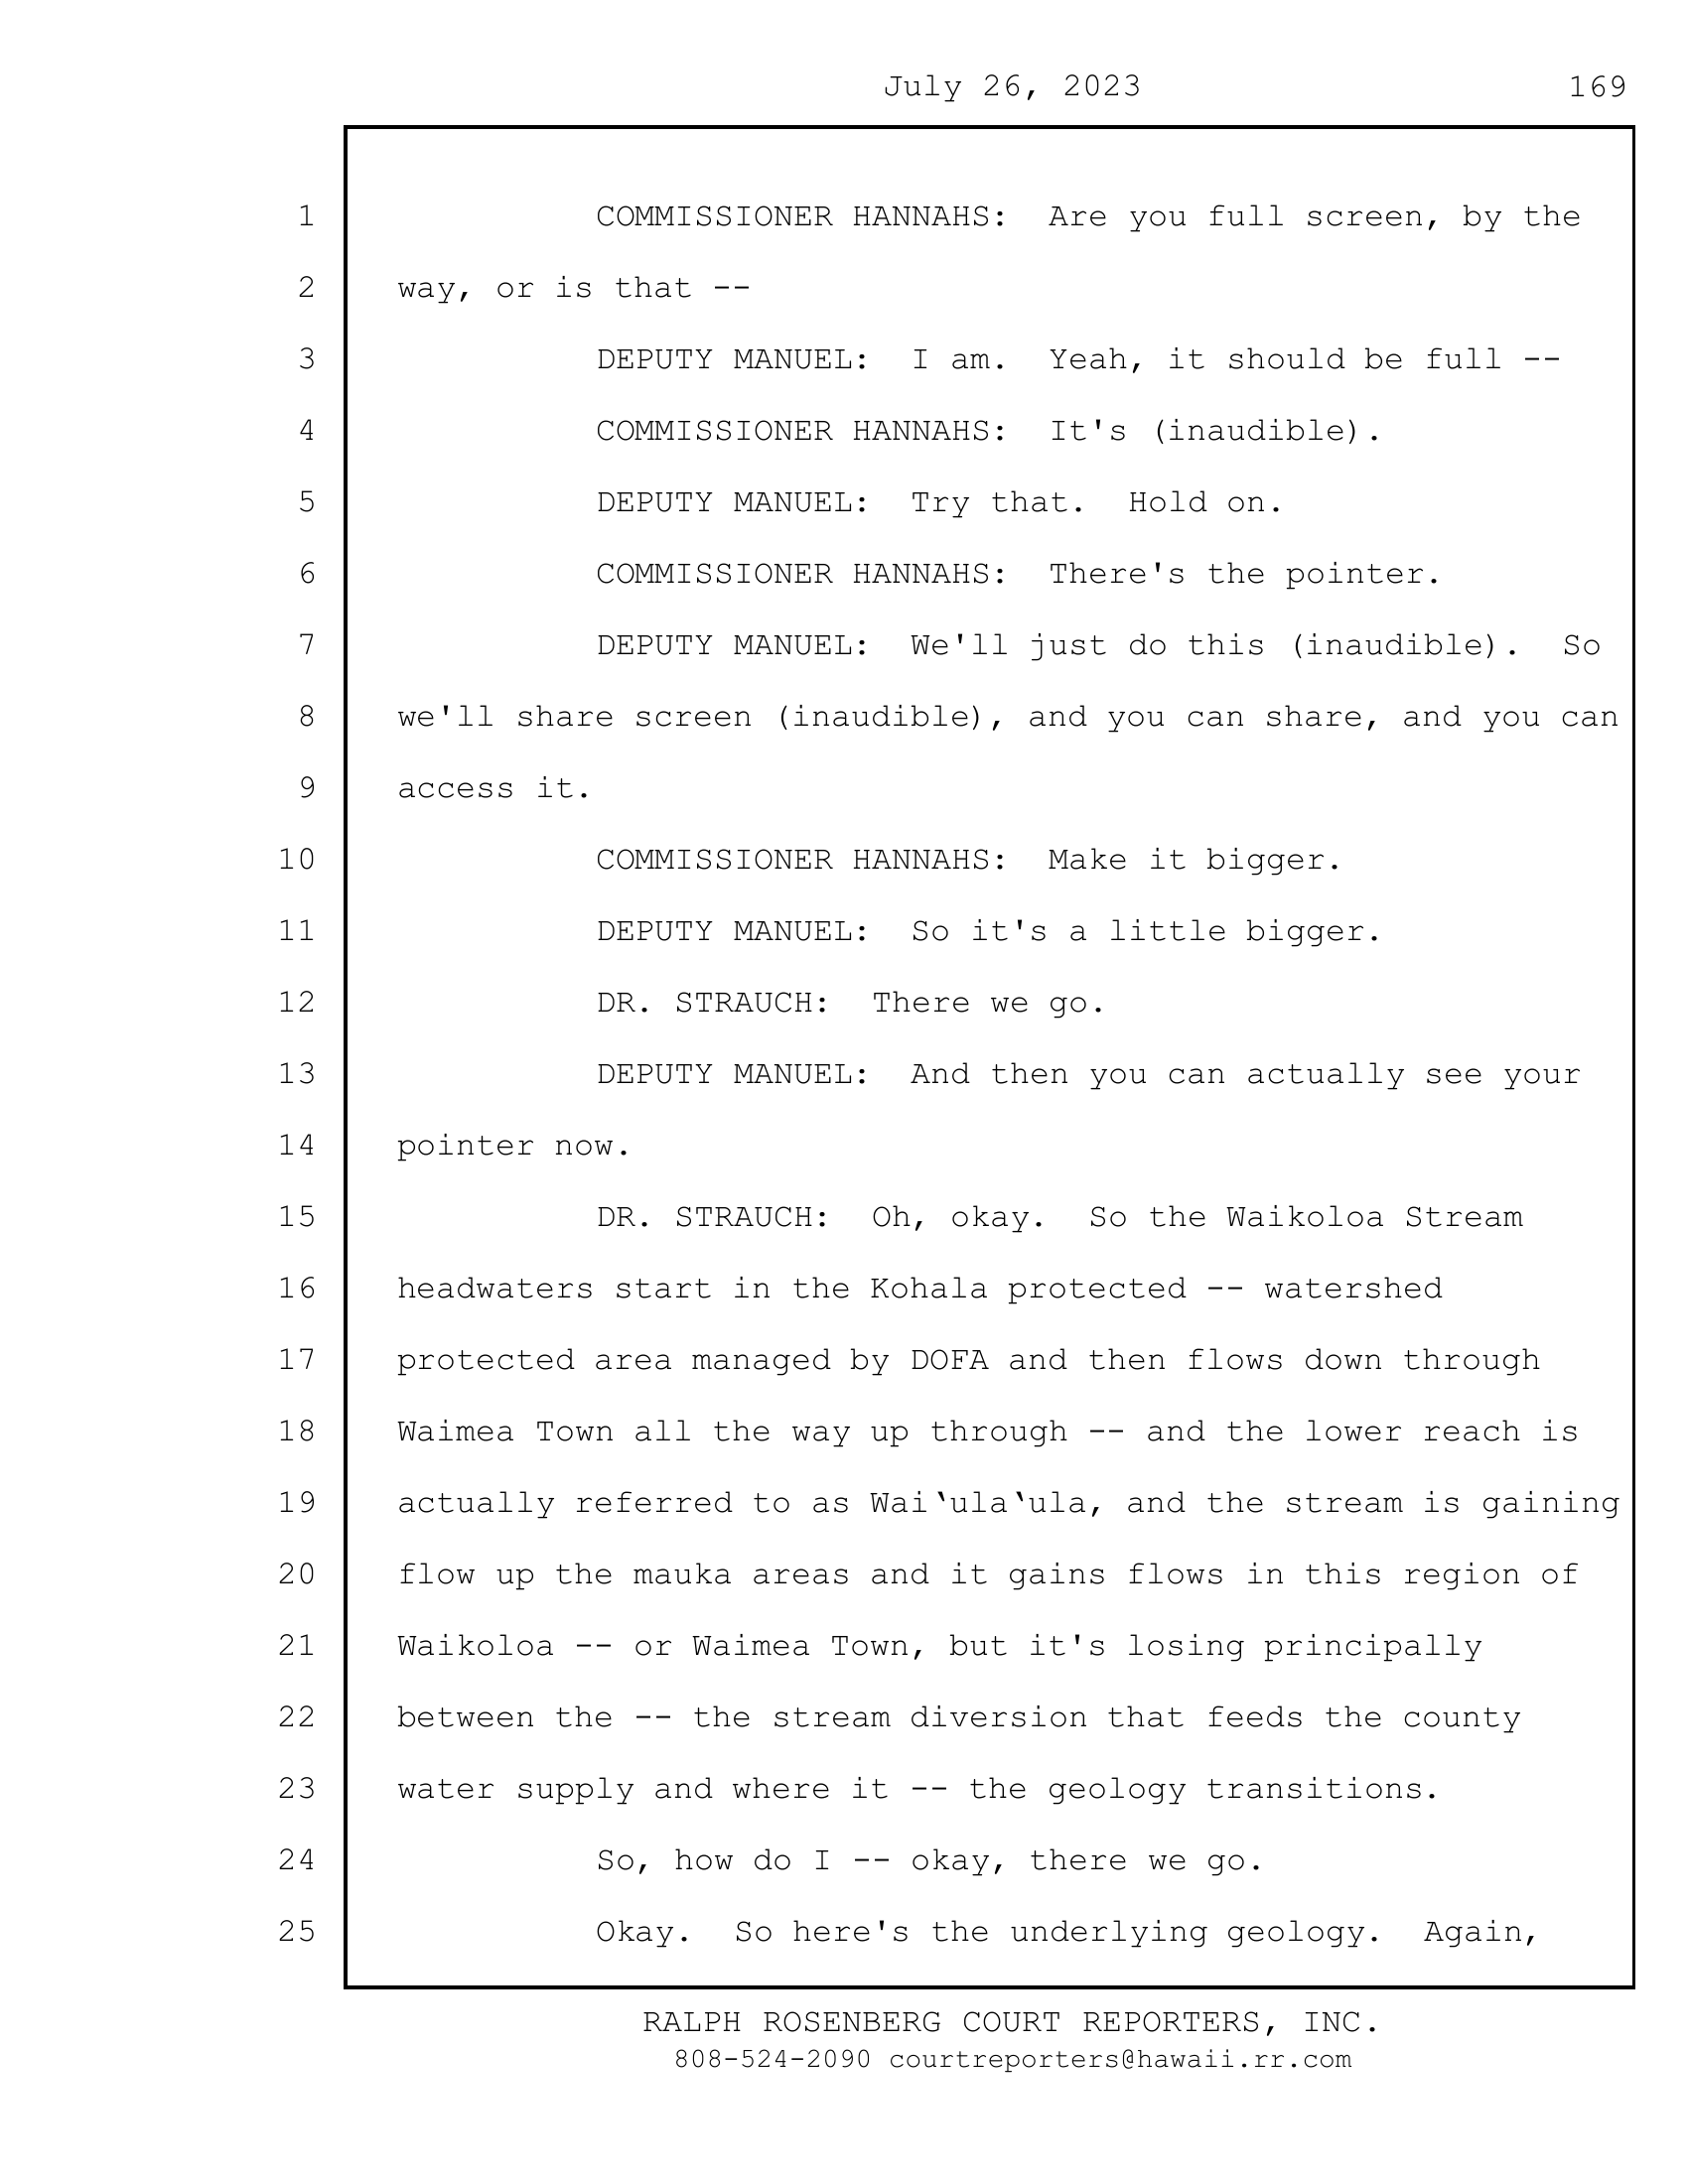 July 26, 2023 169
1 COMMISSIONER HANNAHS: Are you full screen, by the
2 way, or is that --
3 DEPUTY MANUEL: I am. Yeah, it should be full --
4 COMMISSIONER HANNAHS: It's (inaudible).
5 DEPUTY MANUEL: Try that. Hold on.
6 COMMISSIONER HANNAHS: There's the pointer.
7 DEPUTY MANUEL: We'll just do this (inaudible). So
8 we'll share screen (inaudible), and you can share, and you can
9 access it.
10 COMMISSIONER HANNAHS: Make it bigger.
11 DEPUTY MANUEL: So it's a little bigger.
12 DR. STRAUCH: There we go.
13 DEPUTY MANUEL: And then you can actually see your
14 pointer now.
15 DR. STRAUCH: Oh, okay. So the Waikoloa Stream
16 headwaters start in the Kohala protected -- watershed
17 protected area managed by DOFA and then flows down through
18 Waimea Town all the way up through -- and the lower reach is
19 actually referred to as Wai‘ula‘ula, and the stream is gaining
20 flow up the mauka areas and it gains flows in this region of
21 Waikoloa -- or Waimea Town, but it's losing principally
22 between the -- the stream diversion that feeds the county
23 water supply and where it -- the geology transitions.
24 So, how do I -- okay, there we go.
25 Okay. So here's the underlying geology. Again,
RALPH ROSENBERG COURT REPORTERS, INC.
808-524-2090 courtreporters@hawaii.rr.com